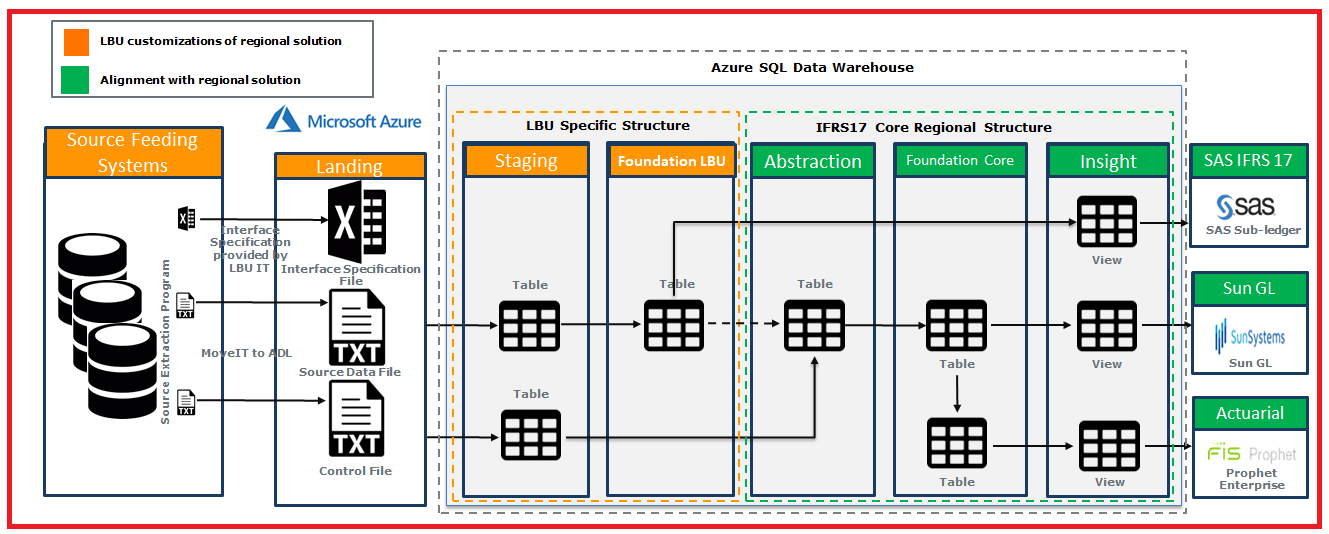 LBU customizations of regional solution
Alignment with regional solution
Azure SQL Data Warehouse
Microsoft Azure
LBU Specific Structure
IFRS17 Core Regional Structure
Source Feeding
Systems
Landing
Staging
Foundation LBU
Abstraction
Foundation Core
Insight
SAS IFRS 17
sas
SAS Sub-ledger
X
Interface
Specification
provided by
LBU IT
X
Interface Specification
File
View
Source Extraction Program
TXT
MoveIT to ADL
TXT
Source Data File
TXT
TXT
Control File
Table
Table
Table
Table
Table
Table
View
View
Sun GL
SunSystems
Sun GL
Actuarial
FIS Prophet
Prophet
Enterprise